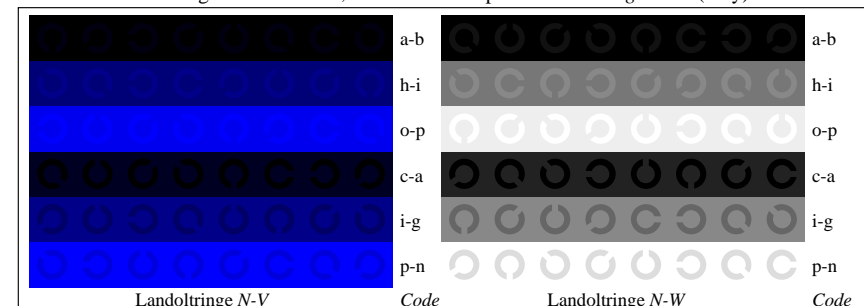 a-b a-b
h-i h-i
o-p o-p
c-a c-a
i-g i-g
p-n p-n
Landoltringe N-V Code Landoltringe N-W Code